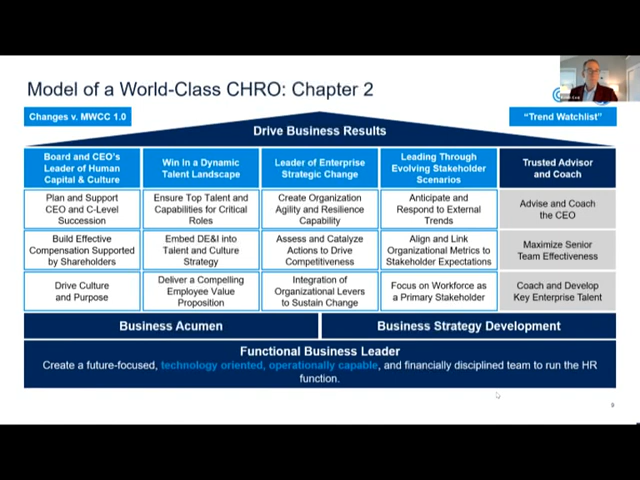 Model of a World-Class CHRO: Chapter 2
Changes v. MWCC 1.0
"Trend Watchlist"
Drive Business Results
Board and CEO's
Leader of Human
Capital & Culture
Win in a Dynamic
Talent Landscape
Leader of Enterprise
Strategic Change
Leading Through
Evolving Stakeholder
Scenarios
Trusted Advisor
and Coach
Plan and Support
CEO and C-Level
Succession
Ensure Top Talent and
Capabilities for Critical
Roles
Create Organization
Agility and Resilience
Capability
Anticipate and
Respond to External
Trends
Advise and Coach
the CEO
Build Effective
Compensation Supported
by Shareholders
Embed DE&I into
Talent and Culture
Strategy
Assess and Catalyze
Actions to Drive
Competitiveness
Align and Link
Organizational Metrics to
Stakeholder Expectations
Maximize Senior
Team Effectiveness
Drive Culture
and Purpose
Deliver a Compelling
Employee Value
Proposition
Integration of
Organizational Levers
to Sustain Change
Focus on Workforce as
a Primary Stakeholder
Coach and Develop
Key Enterprise Talent
Business Acumen
Business Strategy Development
Functional Business Leader
Create a future-focused, technology oriented, operationally capable, and financially disciplined team to run the HR
function.
9